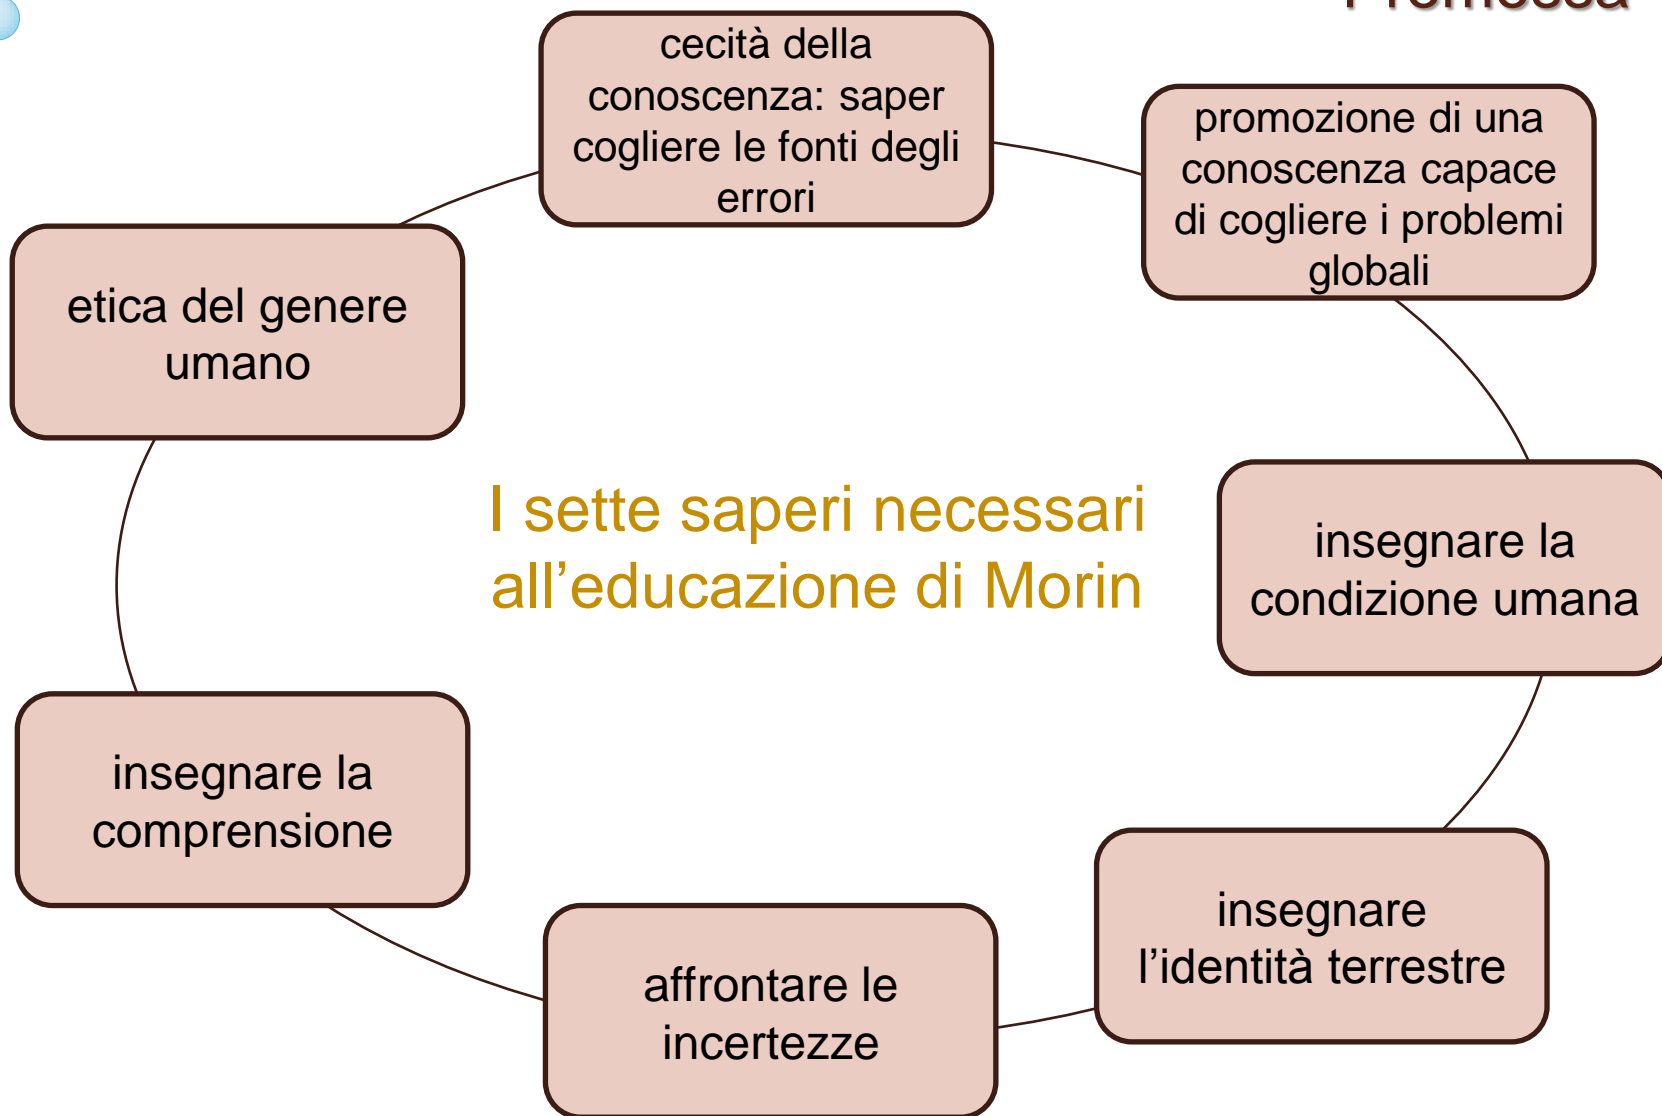 cecità della
conoscenza: saper
cogliere le fonti degli
errori
promozione di una
conoscenza capace
di cogliere i problemi
globali
insegnare la
condizione umana
insegnare
l’identità terrestre
affrontare le
incertezze
insegnare la
comprensione
etica del genere
umano
I sette saperi necessari
all’educazione di Morin